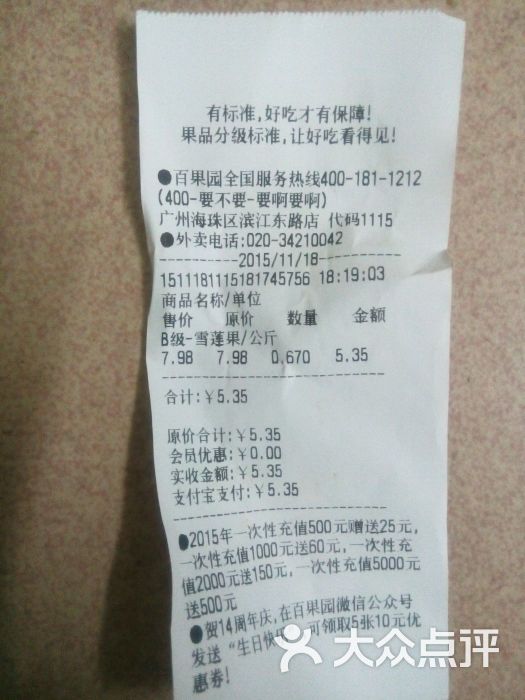 有标准,好吃才有保障!
果品分级标准,让好吃看得见!
●百果园全国服务热线400-181-1212
(400-要不要-要啊要啊)
广州海珠区滨江东路店 代码1115
●外卖电话:020-34210042
----------2015/11/18----------
1511181115181745756 18:19:03
商品名称/单位
售价 原价 数量 金额
B级-雪莲果/公斤
7.98 7.98 0.670 5.35
合计:¥5.35
原价合计:¥5.35
会员优惠:¥0.00
实收金额:¥5.35
支付宝支付:¥5.35
●2015年一次性充值500元赠送25元,
一次性充值1000元送60元,一次性充
值2000元送150元,一次性充值5000元
送500元
●贺14周年庆,在百果园微信公众号
发送“生日快乐 可领取5张10元优
惠券!
大众点评